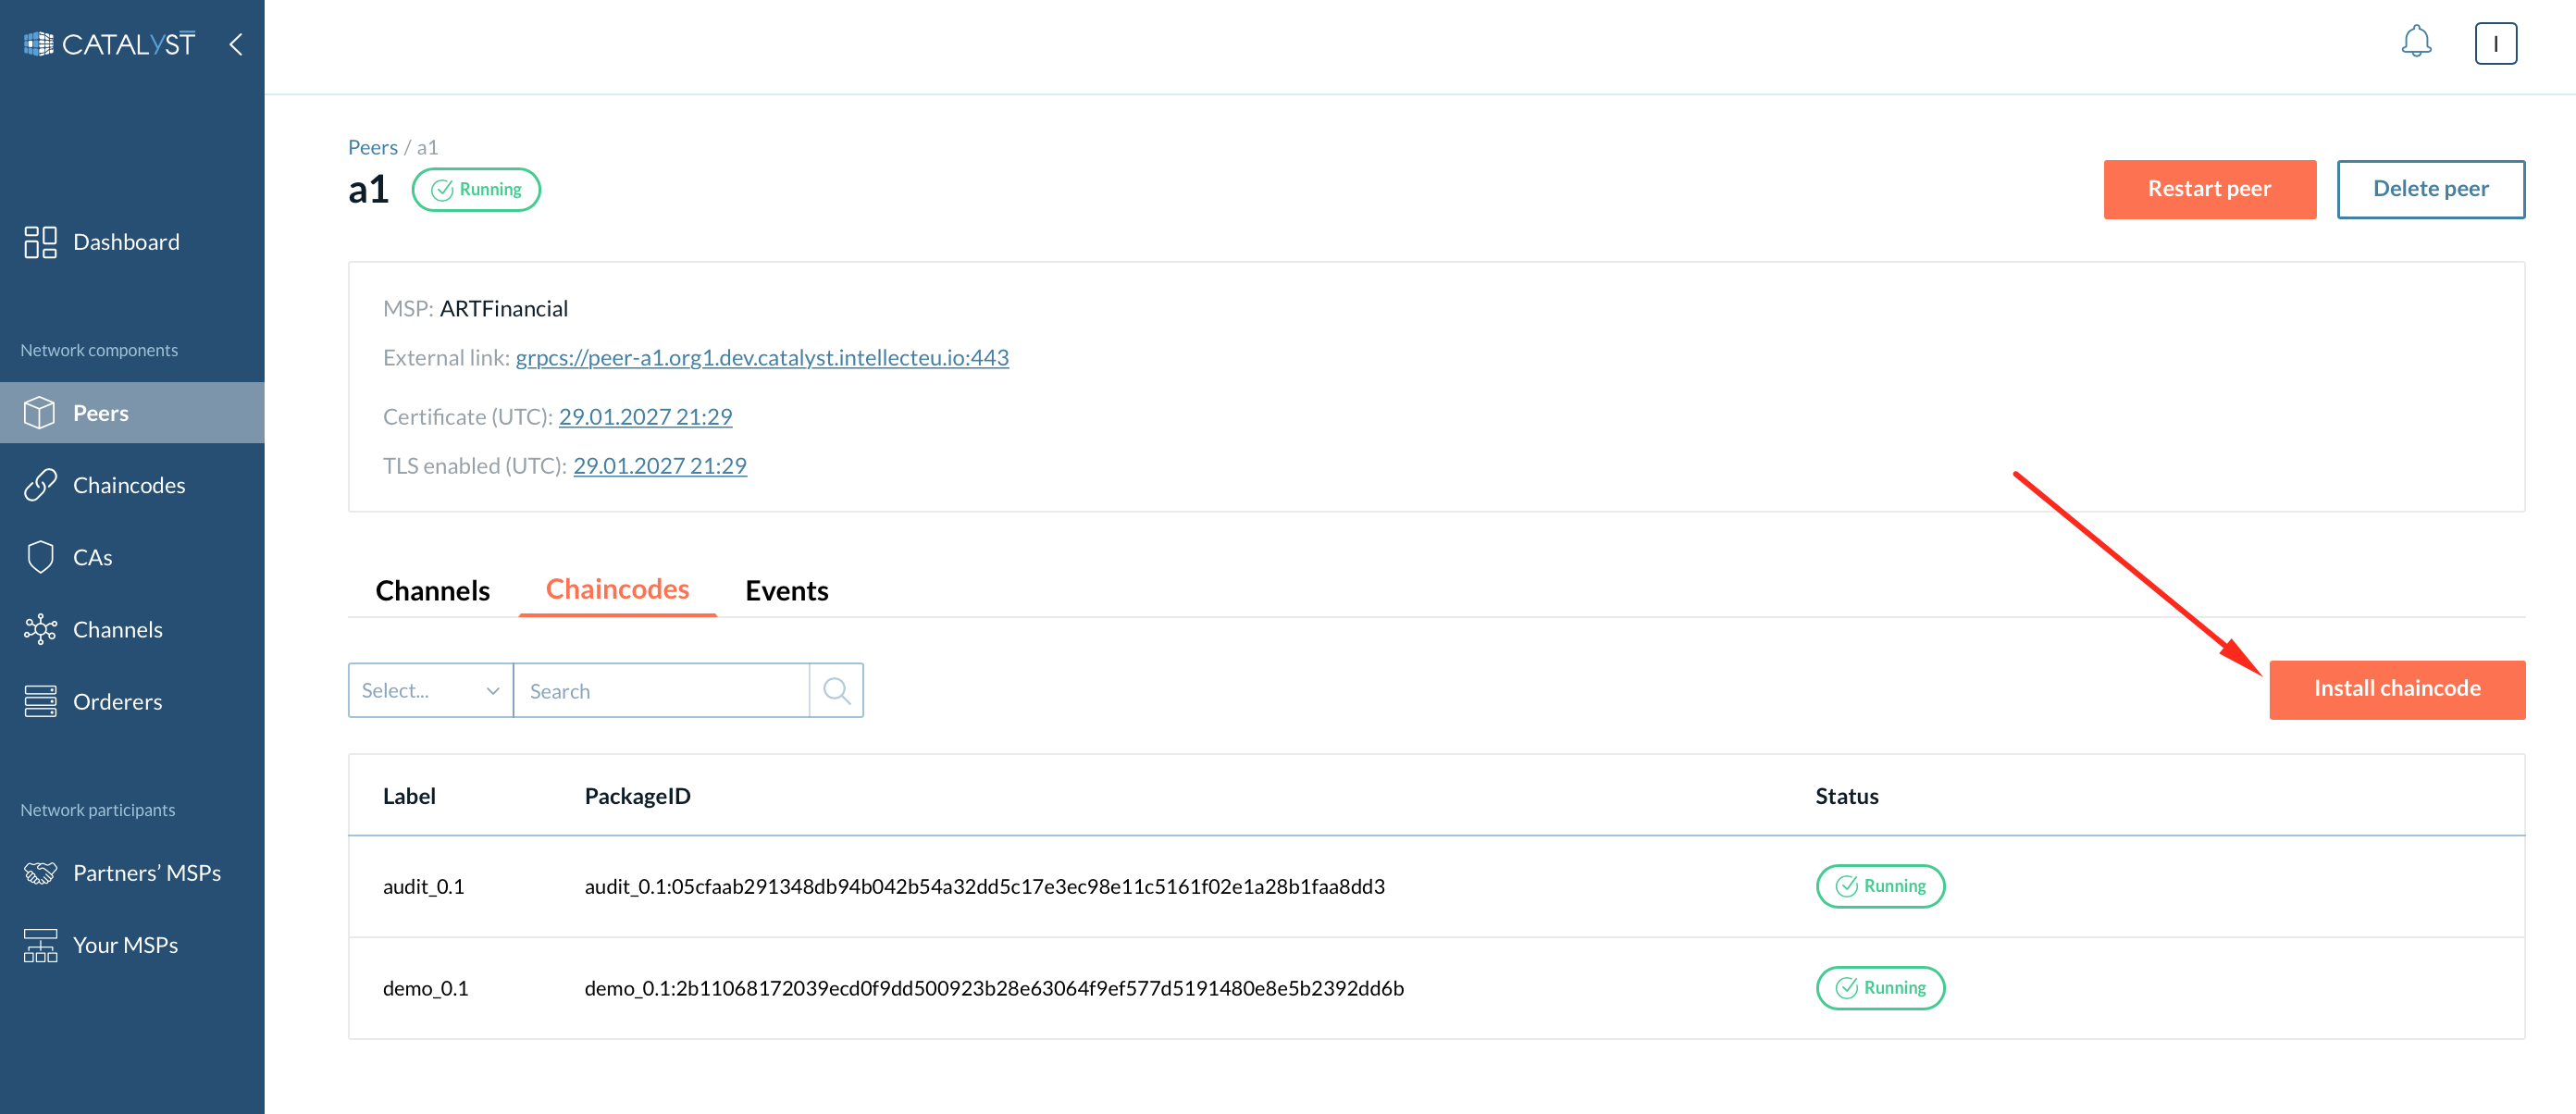 CATALYST
I
Dashboard
Network components
Peers
Chaincodes
CAs
Channels
Orderers
Network participants
Partners’ MSPs
Your MSPs
Peers / a1
a1
Running
Restart peer
Delete peer
MSP: ARTFinancial
External link: grpcs://peer-a1.org1.dev.catalyst.intellecteu.io:443
Certificate (UTC): 29.01.2027 21:29
TLS enabled (UTC): 29.01.2027 21:29
Channels Chaincodes Events
Select... Search
Install chaincode
Label PackageID Status
audit_0.1 audit_0.1:05cfaab291348db94b042b54a32dd5c17e3ec98e11c5161f02e1a28b1faa8dd3 Running
demo_0.1 demo_0.1:2b11068172039ecd0f9dd500923b28e63064f9ef577d5191480e8e5b2392dd6b Running